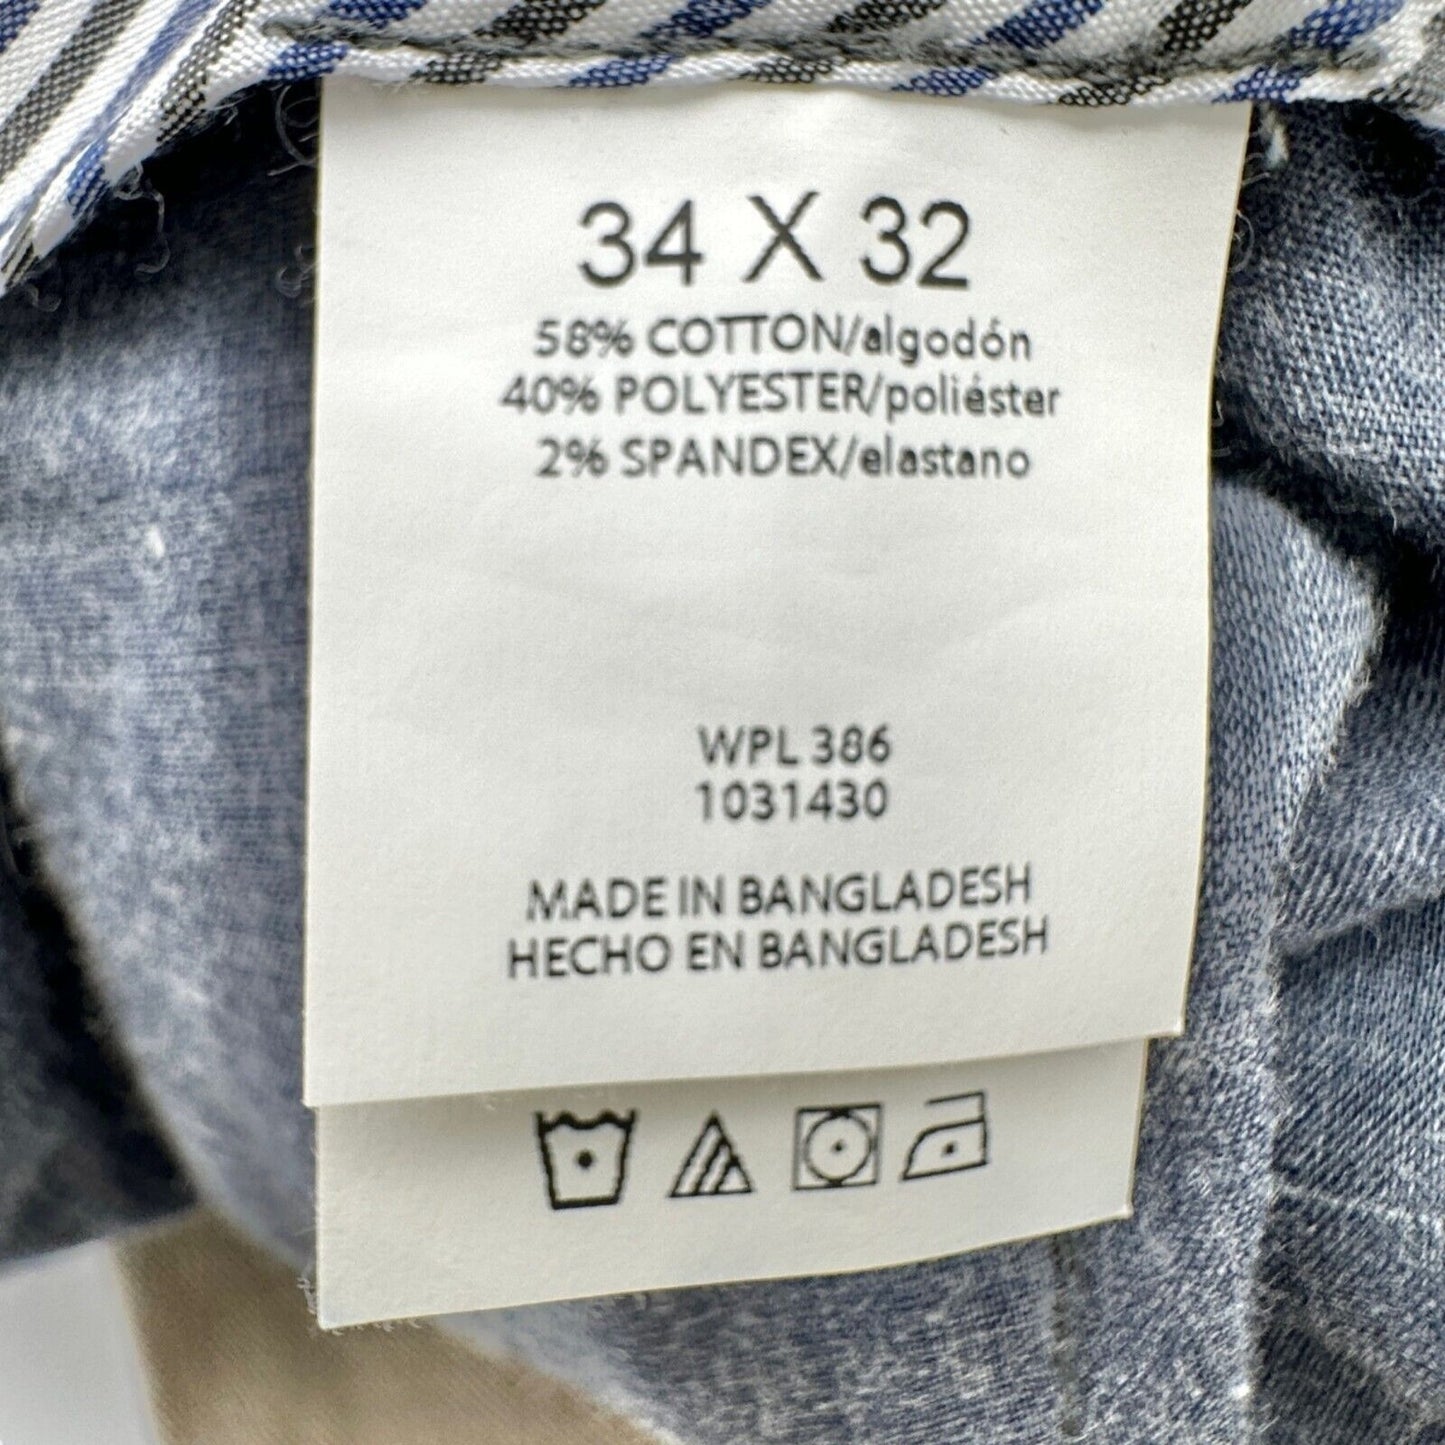 34 X 32
58% COTTON/algodón
40% POLYESTER/poliéster
2% SPANDEX/elastano
WPL 386
1031430
MADE IN BANGLADESH
HECHO EN BANGLADESH